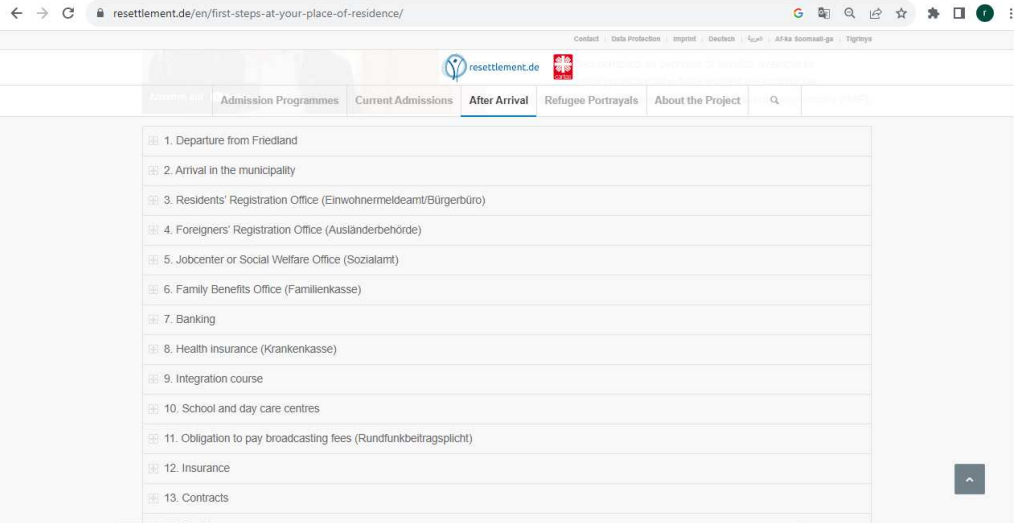 resettlement.de/en/first-steps-at-your-place-of-residence/
Contact Data Protection Imprint Deutsch العربية Af-ka Soomaali-ga Tigrinya
resettlement.de
Admission Programmes Current Admissions After Arrival Refugee Portrayals About the Project
1. Departure from Friedland
2. Arrival in the municipality
3. Residents' Registration Office (Einwohnermeldeamt/Bürgerbüro)
4. Foreigners' Registration Office (Ausländerbehörde)
5. Jobcenter or Social Welfare Office (Sozialamt)
6. Family Benefits Office (Familienkasse)
7. Banking
8. Health insurance (Krankenkasse)
9. Integration course
10. School and day care centres
11. Obligation to pay broadcasting fees (Rundfunkbeitragsplicht)
12. Insurance
13. Contracts